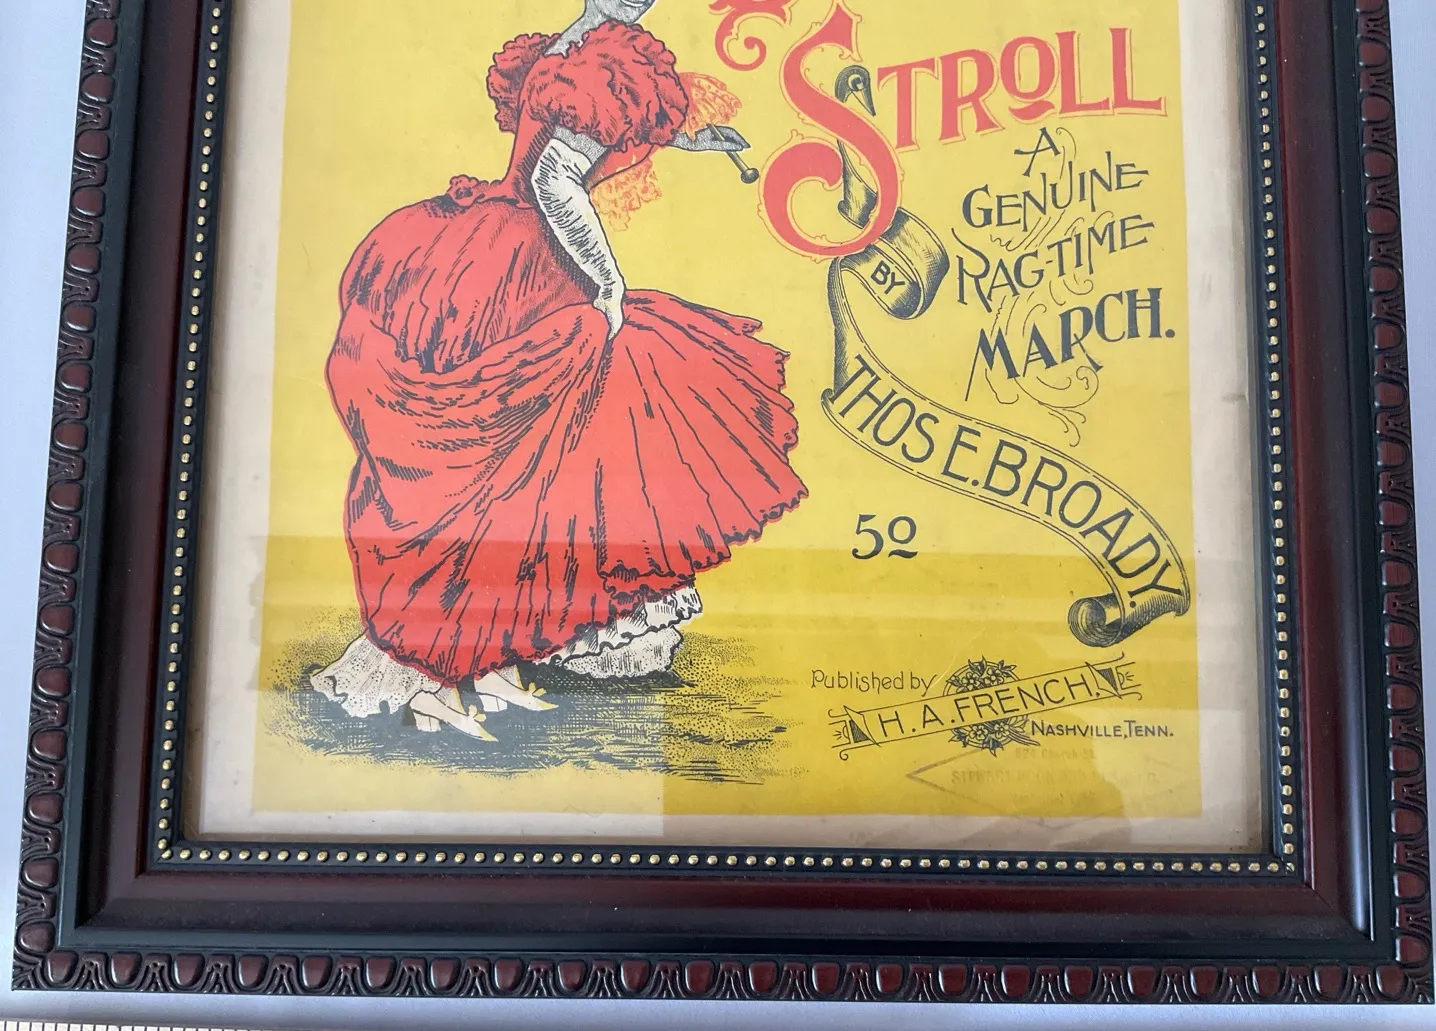 STROLL
A
GENUINE
RAG-TIME
MARCH.
BY
THOS. E. BROADY.
50
Published by
H. A. FRENCH.
NASHVILLE, TENN.